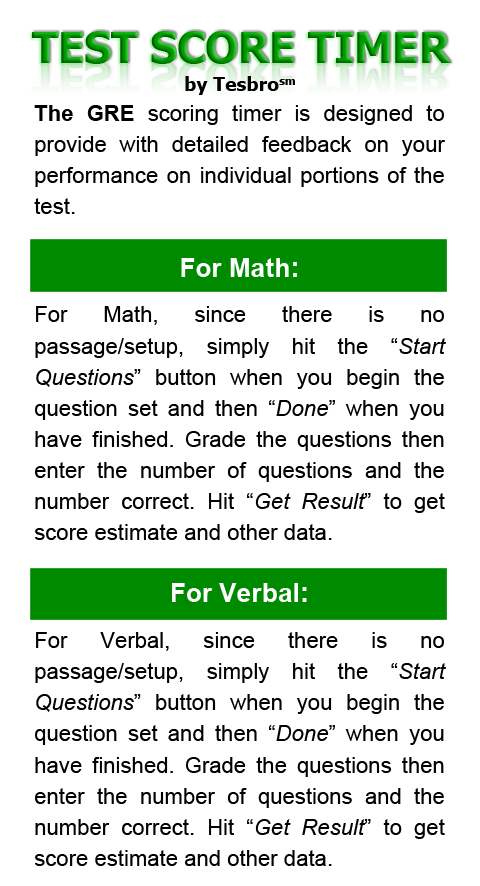 TEST SCORE TIMER
by Tesbro℠
The GRE scoring timer is designed to
provide with detailed feedback on your
performance on individual portions of the
test.
For Math:
For Math, since there is no
passage/setup, simply hit the “Start
Questions” button when you begin the
question set and then “Done” when you
have finished. Grade the questions then
enter the number of questions and the
number correct. Hit “Get Result” to get
score estimate and other data.
For Verbal:
For Verbal, since there is no
passage/setup, simply hit the “Start
Questions” button when you begin the
question set and then “Done” when you
have finished. Grade the questions then
enter the number of questions and the
number correct. Hit “Get Result” to get
score estimate and other data.